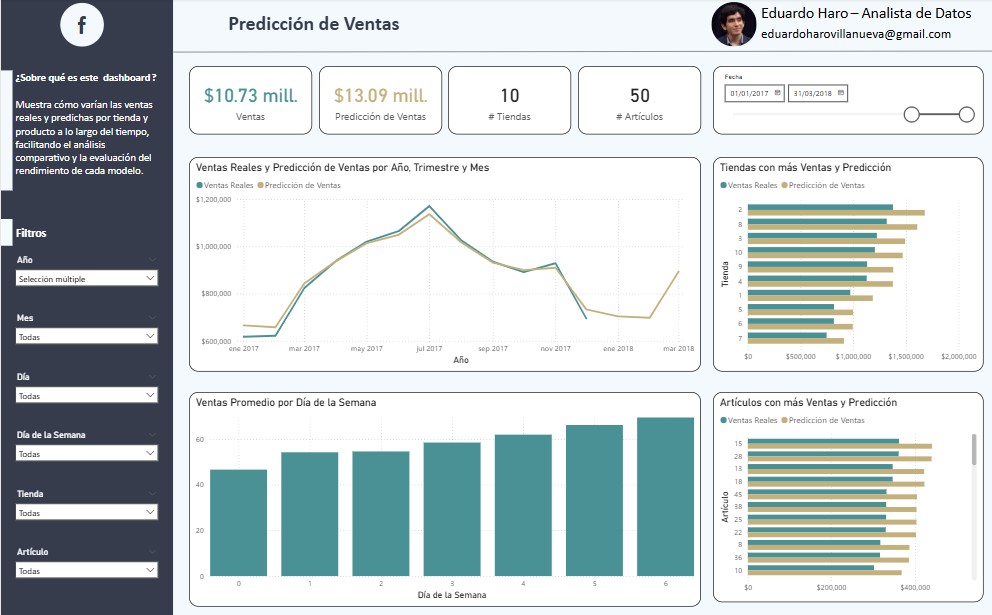 f
Predicción de Ventas
Eduardo Haro – Analista de Datos
eduardoharovillanueva@gmail.com
¿Sobre qué es este dashboard?
Muestra cómo varían las ventas
reales y predichas por tienda y
producto a lo largo del tiempo,
facilitando el análisis
comparativo y la evaluación del
rendimiento de cada modelo.
Filtros
Año
Selección múltiple
Mes
Todas
Día
Todas
Día de la Semana
Todas
Tienda
Todas
Artículo
Todas
$10.73 mill.
Ventas
$13.09 mill.
Predicción de Ventas
10
# Tiendas
50
# Artículos
Fecha
01/01/2017
31/03/2018
Ventas Reales y Predicción de Ventas por Año, Trimestre y Mes
Ventas Reales Predicción de Ventas
$1,200,000
$1,000,000
$800,000
$600,000
ene 2017 mar 2017 may 2017 jul 2017 sep 2017 nov 2017 ene 2018 mar 2018
Año
Tiendas con más Ventas y Predicción
Ventas Reales Predicción de Ventas
Tienda
2
8
3
10
9
4
1
5
6
7
$0 $500,000 $1,000,000 $1,500,000 $2,000,000
Ventas Promedio por Día de la Semana
60
40
20
0
0 1 2 3 4 5 6
Día de la Semana
Artículos con más Ventas y Predicción
Ventas Reales Predicción de Ventas
Artículo
15
28
13
18
45
38
25
22
8
36
10
$0 $200,000 $400,000